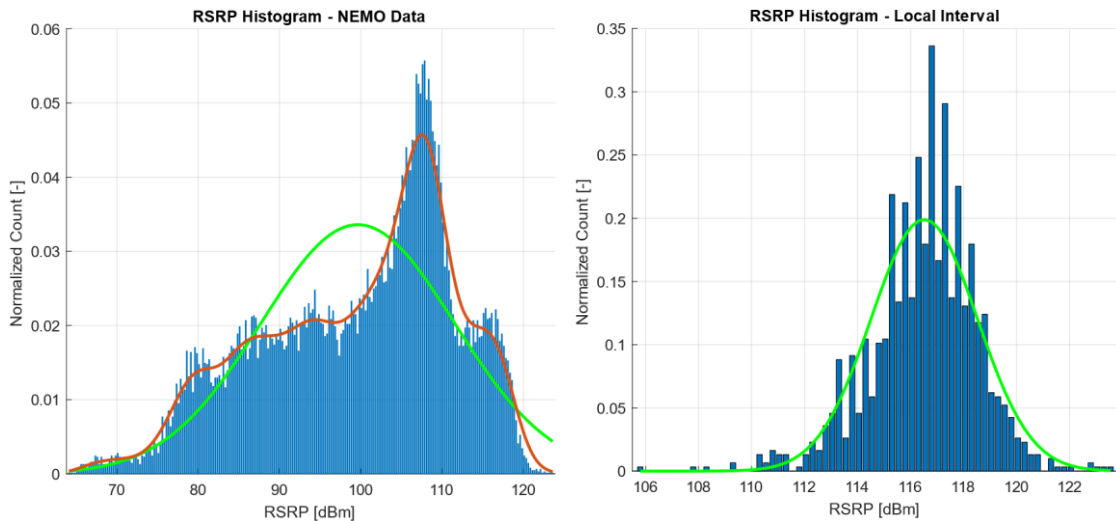 RSRP Histogram - NEMO Data
0.06
0.05
0.04
0.03
0.02
0.01
0
Normalized Count [-]
70 80 90 100 110 120
RSRP [dBm]
RSRP Histogram - Local Interval
0.35
0.3
0.25
0.2
0.15
0.1
0.05
0
Normalized Count [-]
106 108 110 112 114 116 118 120 122
RSRP [dBm]